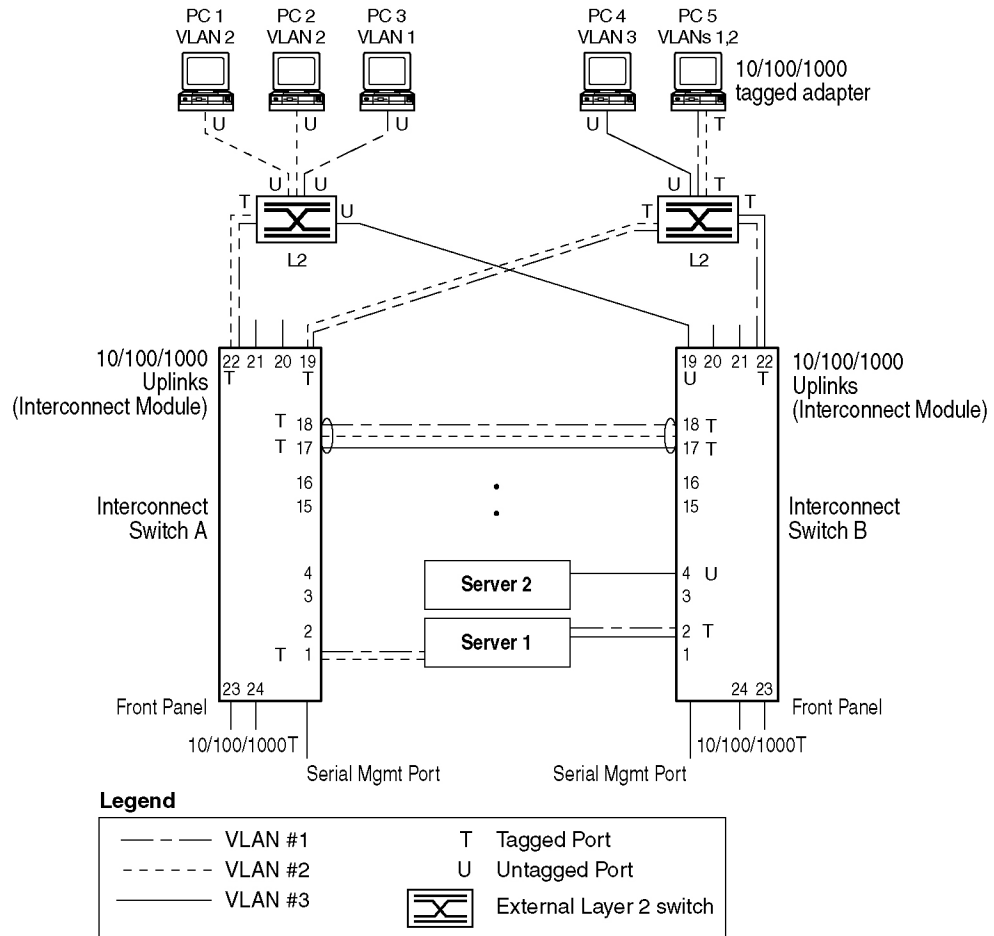 PC 1
VLAN 2
PC 2
VLAN 2
PC 3
VLAN 1
PC 4
VLAN 3
PC 5
VLANs 1,2
10/100/1000
tagged adapter
U
U
U
U
T
U
U
U
T
T
T
U
T
L2
L2
10/100/1000
Uplinks
(Interconnect Module)
22
21
20
19
T
T
19
20
21
22
U
T
10/100/1000
Uplinks
(Interconnect Module)
T
18
T
17
18
T
17
T
16
15
16
15
Interconnect
Switch A
Interconnect
Switch B
4
3
2
T
1
Server 2
Server 1
4
U
3
2
T
1
23
24
24
23
Front Panel
Front Panel
10/100/1000T
10/100/1000T
Serial Mgmt Port
Serial Mgmt Port
Legend
VLAN #1
T
Tagged Port
VLAN #2
U
Untagged Port
VLAN #3
External Layer 2 switch